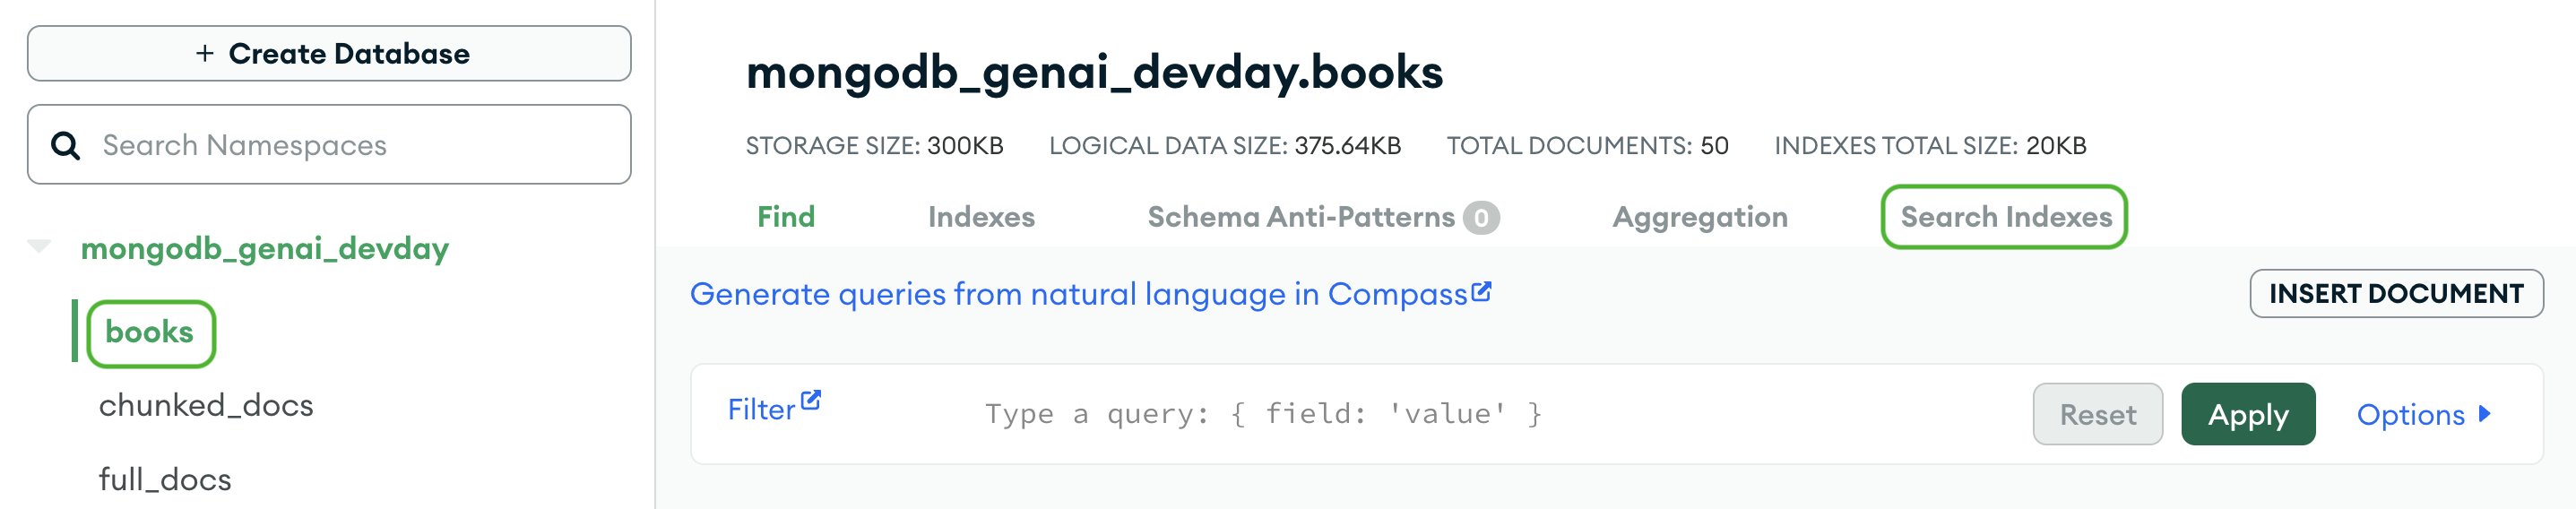 + Create Database
Search Namespaces
mongodb_genai_devday
books
chunked_docs
full_docs
mongodb_genai_devday.books
STORAGE SIZE: 300KB LOGICAL DATA SIZE: 375.64KB TOTAL DOCUMENTS: 50 INDEXES TOTAL SIZE: 20KB
Find Indexes Schema Anti-Patterns 0 Aggregation Search Indexes
Generate queries from natural language in Compass
INSERT DOCUMENT
Filter Type a query: { field: 'value' } Reset Apply Options